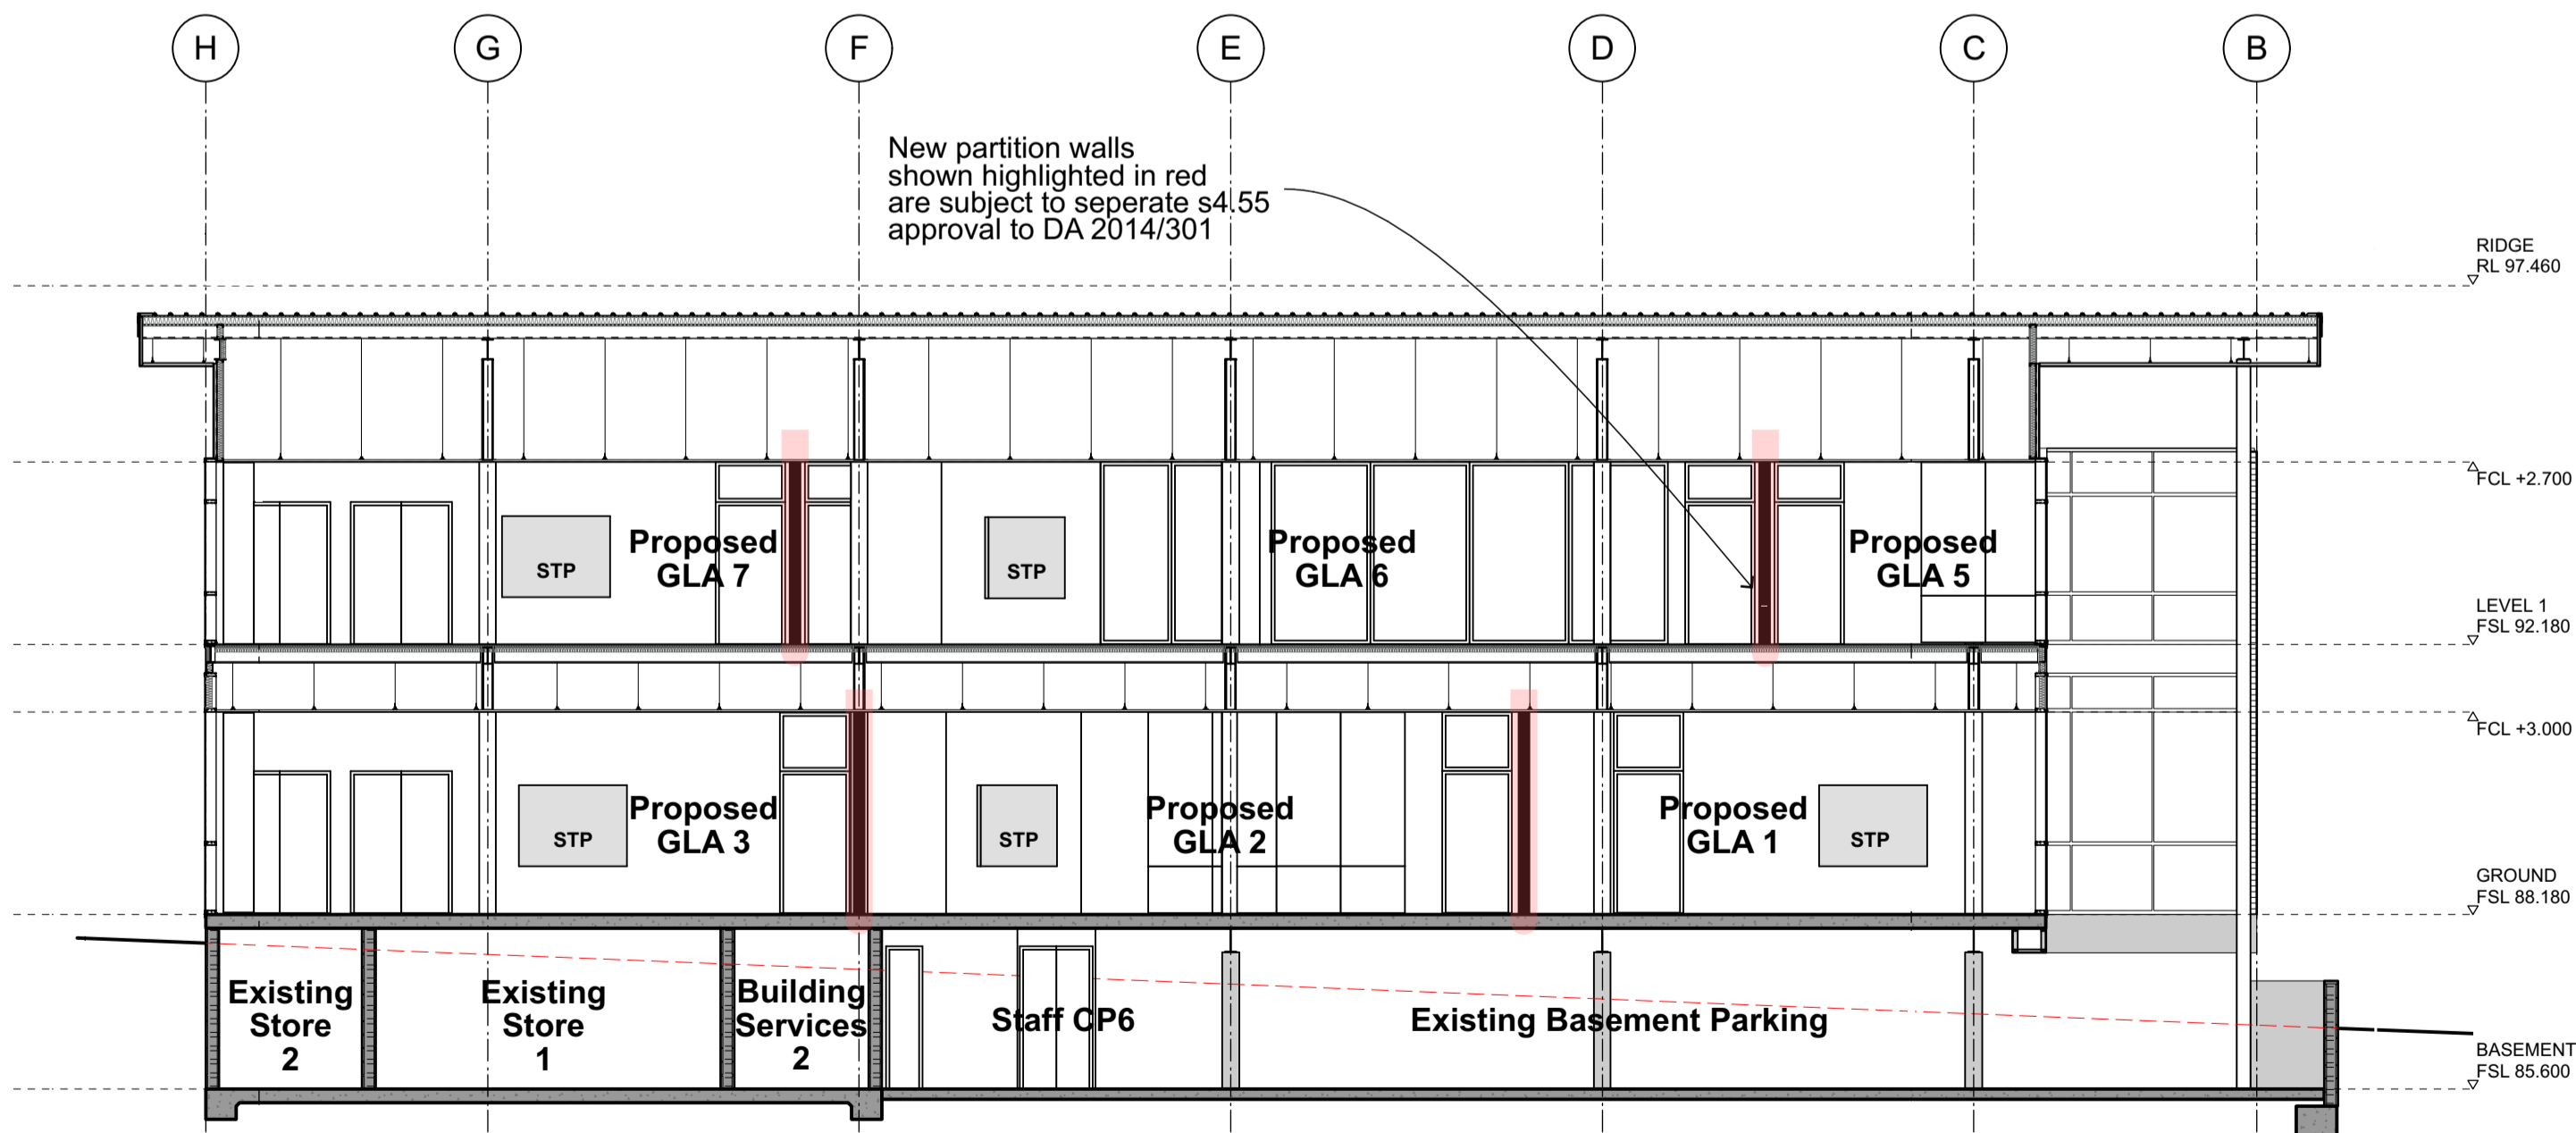 H G F E D C B
New partition walls
shown highlighted in red
are subject to seperate s4.55
approval to DA 2014/301
RIDGE
RL 97.460
FCL +2.700
Proposed
GLA 7
STP
STP
Proposed
GLA 6
Proposed
GLA 5
LEVEL 1
FSL 92.180
FCL +3.000
STP
Proposed
GLA 3
STP
Proposed
GLA 2
Proposed
GLA 1
STP
GROUND
FSL 88.180
Existing
Store
2
Existing
Store
1
Building
Services
2
Staff CP6
Existing Basement Parking
BASEMENT
FSL 85.600